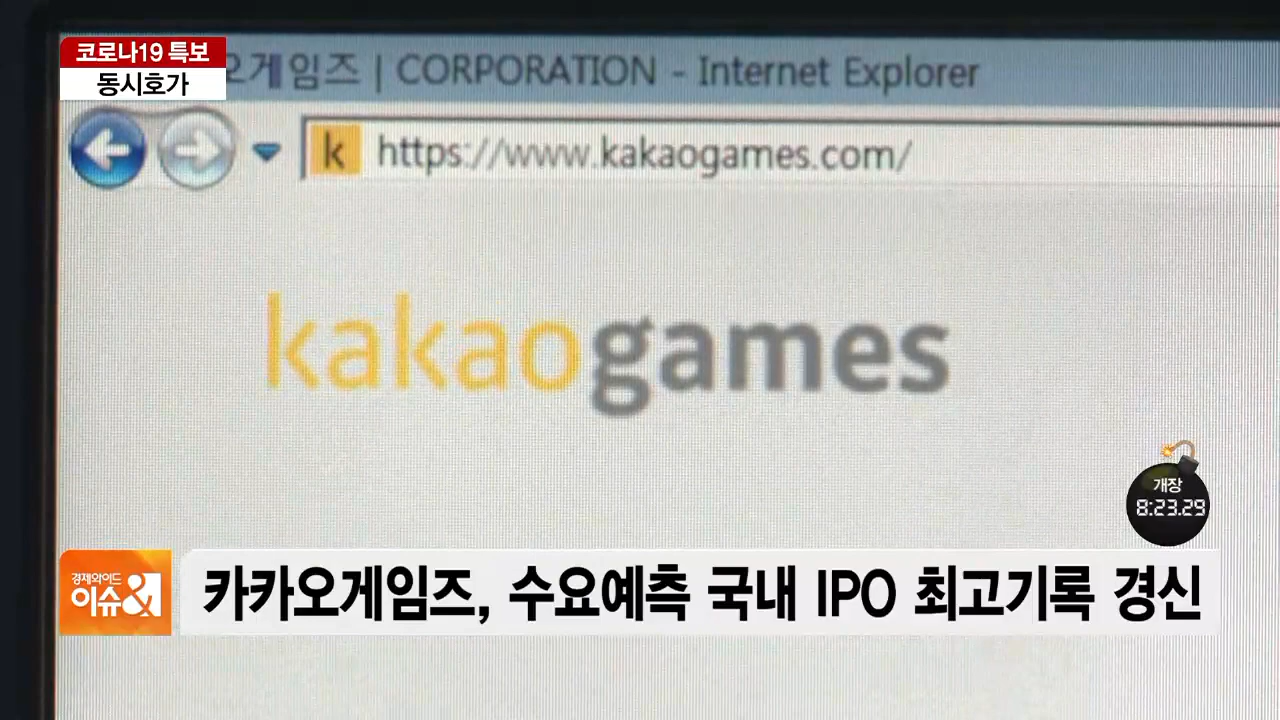 코로나19 특보
동시호가
오게임즈 | CORPORATION - Internet Explorer
k https://www.kakaogames.com/
kakaogames
개장
8:23.29
경제와이드
이슈&
카카오게임즈, 수요예측 국내 IPO 최고기록 경신